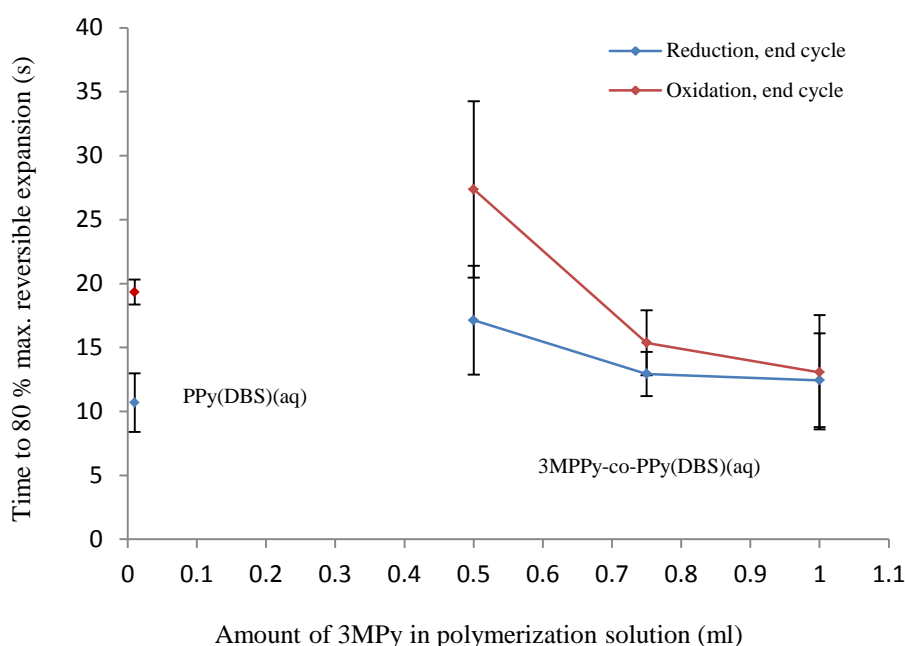 40
35
30
25
20
15
10
5
0
Time to 80 % max. reversible expansion (s)
Reduction, end cycle
Oxidation, end cycle
PPy(DBS)(aq)
3MPPy-co-PPy(DBS)(aq)
0 0.1 0.2 0.3 0.4 0.5 0.6 0.7 0.8 0.9 1 1.1
Amount of 3MPy in polymerization solution (ml)